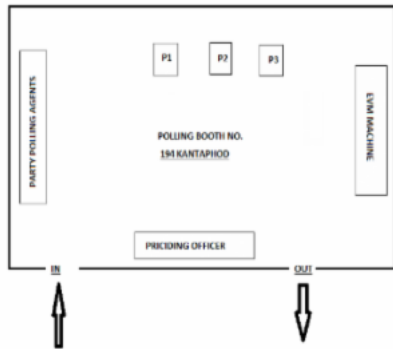 P1 P2 P3
PARTY POLLING AGENTS
EVM MACHINE
POLLING BOOTH NO.
194 KANTAPHOD
PRICIDING OFFICER
IN
OUT